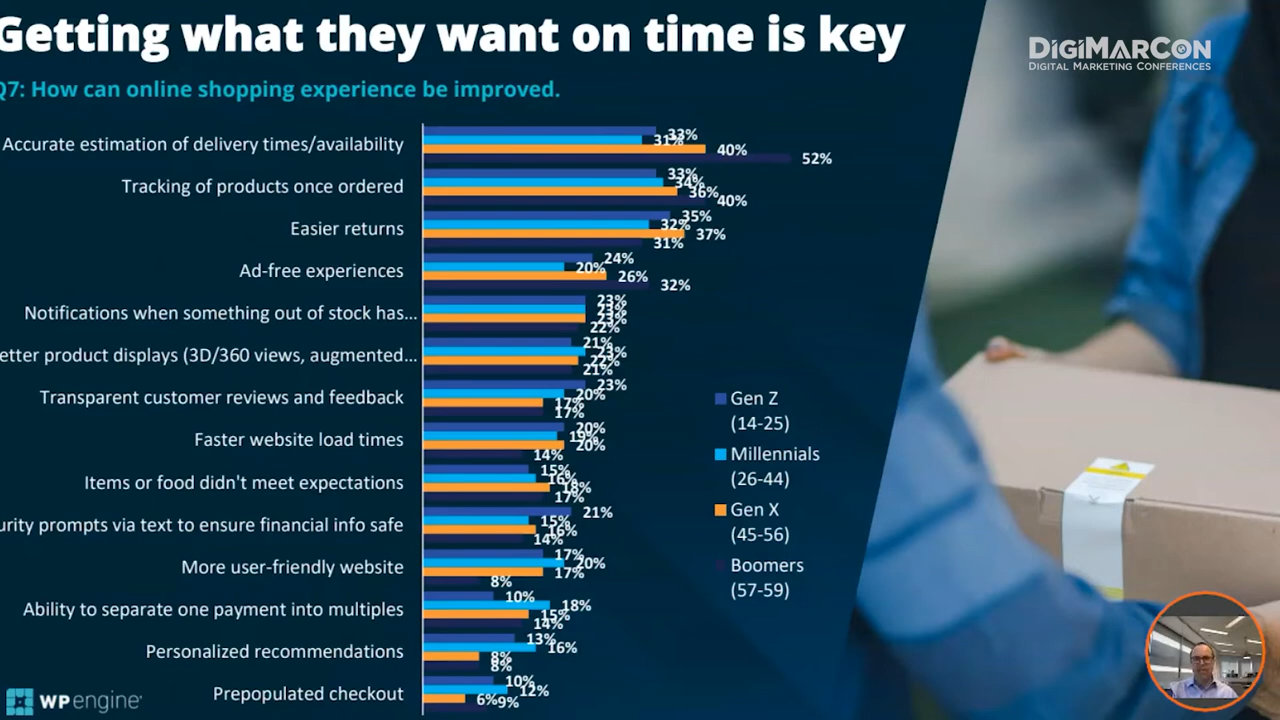 Getting what they want on time is key
DIGIMARCON
DIGITAL MARKETING CONFERENCES
Q7: How can online shopping experience be improved.
Accurate estimation of delivery times/availability
33%
31%
40%
52%
Tracking of products once ordered
33%
34%
36%
40%
Easier returns
35%
32%
37%
31%
Ad-free experiences
24%
20%
26%
32%
Notifications when something out of stock has...
23%
23%
23%
22%
etter product displays (3D/360 views, augmented...
21%
23%
22%
21%
Transparent customer reviews and feedback
23%
20%
17%
17%
Faster website load times
20%
19%
20%
14%
Items or food didn't meet expectations
15%
16%
18%
17%
urity prompts via text to ensure financial info safe
21%
15%
16%
14%
More user-friendly website
17%
20%
17%
8%
Ability to separate one payment into multiples
10%
18%
15%
14%
Personalized recommendations
13%
16%
8%
8%
Prepopulated checkout
10%
12%
6%
9%
Gen Z
(14-25)
Millennials
(26-44)
Gen X
(45-56)
Boomers
(57-59)
WP engine